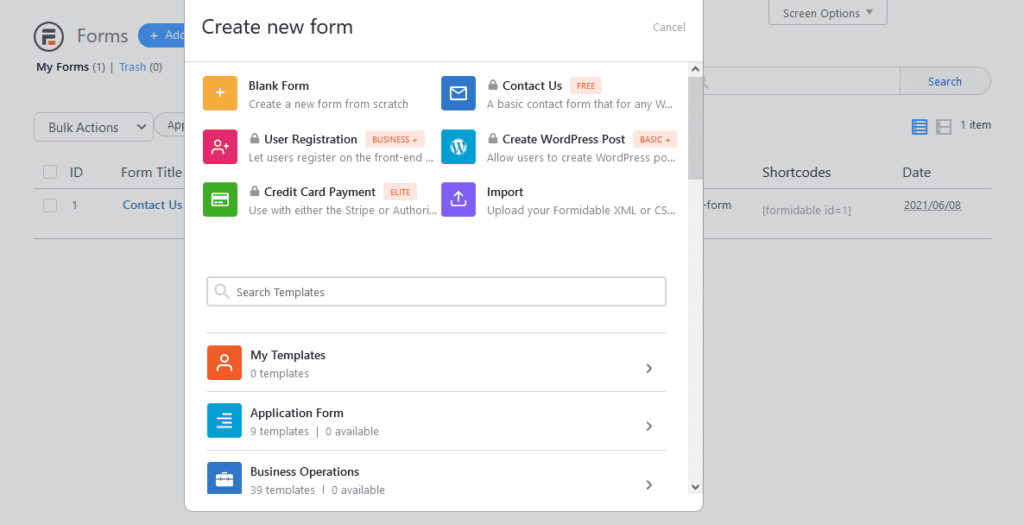 Create new form
Cancel
Screen Options
Forms
+ Add
My Forms (1) | Trash (0)
Search
Bulk Actions
App
1 item
ID
Form Title
Shortcodes
Date
1
Contact Us
-form
[formidable id=1]
2021/06/08
Blank Form
Create a new form from scratch
Contact Us FREE
A basic contact form that for any W...
User Registration BUSINESS +
Let users register on the front-end ...
Create WordPress Post BASIC +
Allow users to create WordPress po...
Credit Card Payment ELITE
Use with either the Stripe or Authori...
Import
Upload your Formidable XML or CS...
Search Templates
My Templates
0 templates
Application Form
9 templates | 0 available
Business Operations
39 templates | 0 available